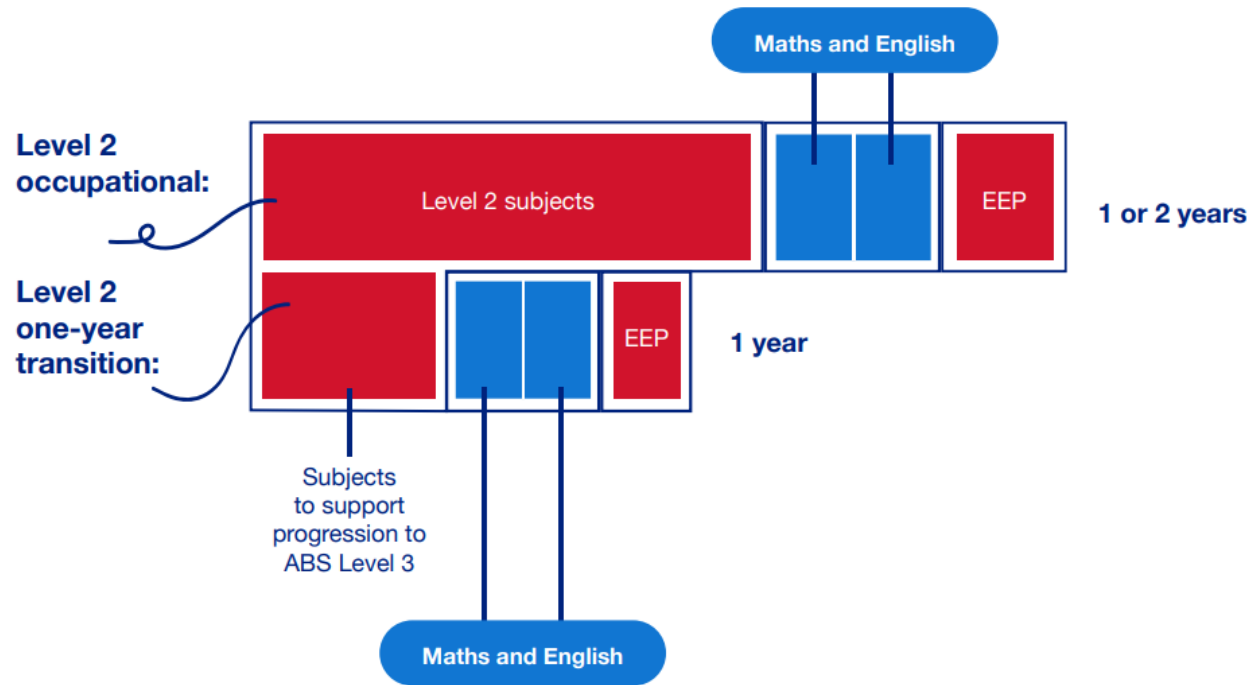 Maths and English
Level 2
occupational:
Level 2 subjects
EEP
1 or 2 years
Level 2
one-year
transition:
EEP
1 year
Subjects
to support
progression to
ABS Level 3
Maths and English